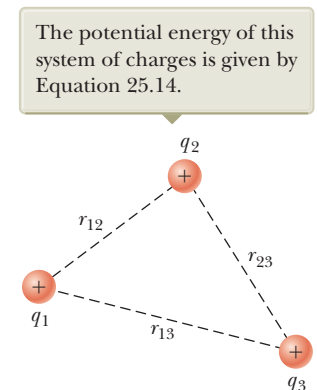 The potential energy of this
system of charges is given by
Equation 25.14.
q2
+
r12
r23
+
q1
r13
+
q3